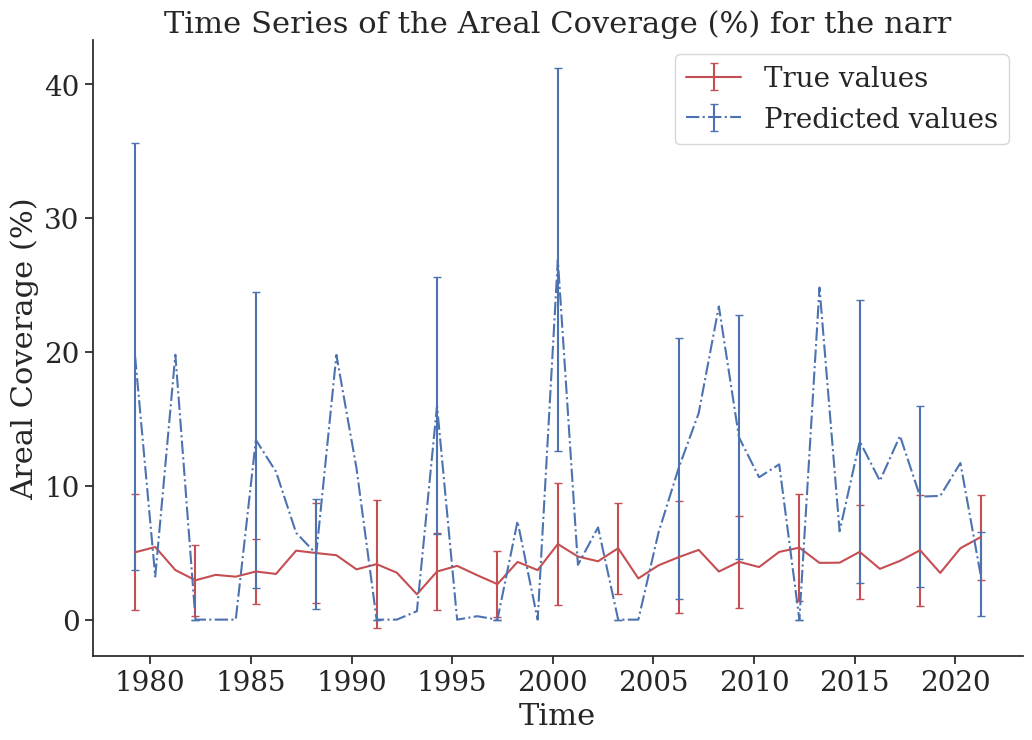 Time Series of the Areal Coverage (%) for the narr
True values
Predicted values
Areal Coverage (%)
40
30
20
10
0
1980 1985 1990 1995 2000 2005 2010 2015 2020
Time